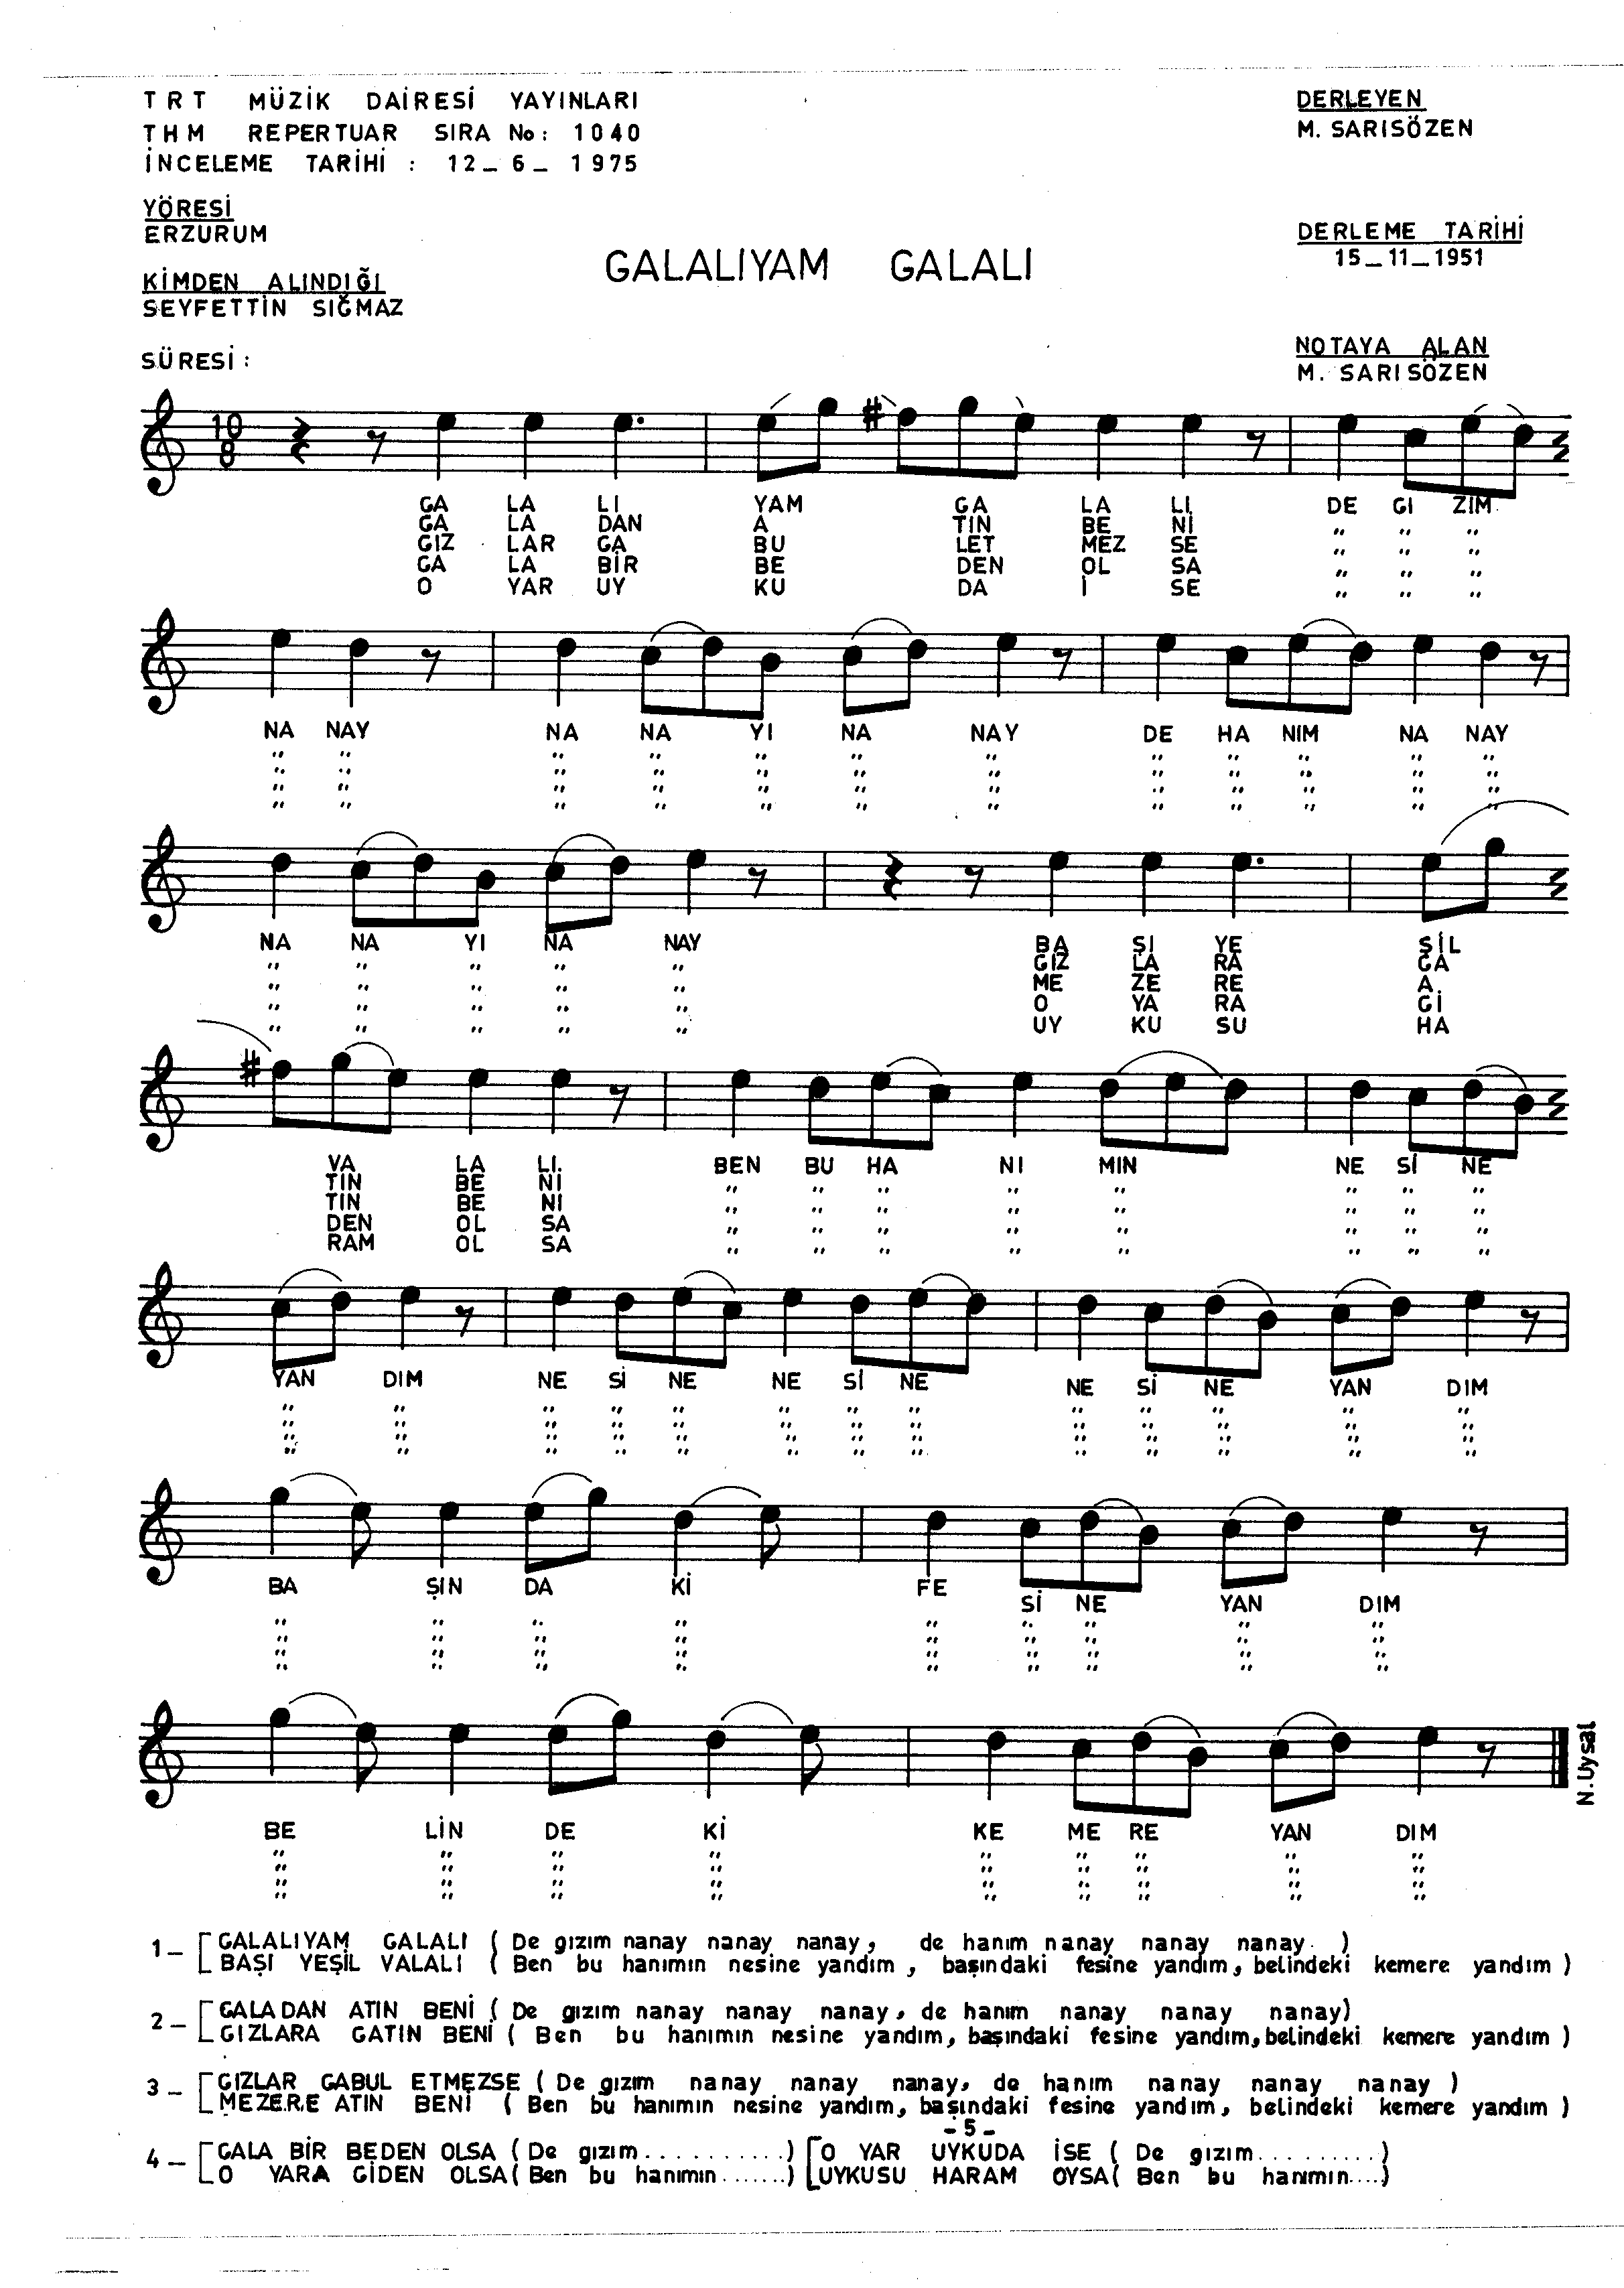 TRT MÜZİK DAİRESİ YAYINLARI
THM REPERTUAR SIRA No: 1040
İNCELEME TARİHİ : 12_6_1975
DERLEYEN
M. SARISÖZEN
YÖRESİ
ERZURUM
DERLEME TARİHİ
15_11_1951
GALALIYAM GALALI
KİMDEN ALINDIĞI
SEYFETTİN SIĞMAZ
SÜRESİ:
NOTAYA ALAN
M. SARISÖZEN
10
8
GA LA LI YAM GA LA LI DE GI ZIM
GA LA DAN A TIN BE Nİ " " "
GIZ LAR GA BU LET MEZ SE " " "
GA LA BİR BE DEN OL SA " " "
O YAR UY KU DA İ SE " " "
NA NAY NA NA YI NA NAY DE HA NIM NA NAY
" " " " " " " " " " " "
" " " " " " " " " " " "
" " " " " " " " " " " "
" " " " " " " " " " " "
NA NA YI NA NAY BA ŞI YE ŞİL
" " " " " GIZ LA RA GA
" " " " " ME ZE RE A
" " " " " O YA RA Gİ
" " " " " UY KU SU HA
VA LA LI. BEN BU HA NI MIN NE Sİ NE
TIN BE Nİ " " " " " " " "
TIN BE NI " " " " " " " "
DEN OL SA " " " " " " " "
RAM OL SA " " " " " " " "
YAN DIM NE Sİ NE NE Sİ NE NE Sİ NE YAN DIM
" " " " " " " " " " " " "
" " " " " " " " " " " " "
" " " " " " " " " " " " "
" " " " " " " " " " " " "
BA ŞIN DA Kİ FE Sİ NE YAN DIM
" " " " " " " " "
" " " " " " " " "
" " " " " " " " "
" " " " " " " " "
BE LİN DE Kİ KE ME RE YAN DIM
" " " " " " " " "
" " " " " " " " "
" " " " " " " " "
" " " " " " " " "
N. Uysal
1_ GALALIYAM GALALI ( De gızım nanay nanay nanay, de hanım nanay nanay nanay )
BAŞI YEŞİL VALALI ( Ben bu hanımın nesine yandım, başındaki fesine yandım, belindeki kemere yandım )
2_ GALADAN ATIN BENİ ( De gızım nanay nanay nanay, de hanım nanay nanay nanay)
GIZLARA GATIN BENİ ( Ben bu hanımın nesine yandım, başındaki fesine yandım, belindeki kemere yandım )
3_ GIZLAR GABUL ETMEZSE ( De gızım nanay nanay nanay, de hanım nanay nanay nanay )
MEZERE ATIN BENİ ( Ben bu hanımın nesine yandım, başındaki fesine yandım, belindeki kemere yandım )
- 5 -
4_ GALA BİR BEDEN OLSA ( De gızım...........) O YAR UYKUDA İSE ( De gızım..........)
O YARA GİDEN OLSA( Ben bu hanımın.......) UYKUSU HARAM OYSA( Ben bu hanımın....)